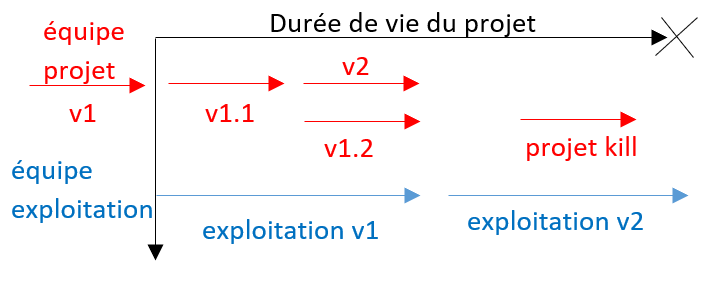 Durée de vie du projet
équipe
projet
v1
v1.1
v2
v1.2
projet kill
équipe
exploitation
exploitation v1
exploitation v2